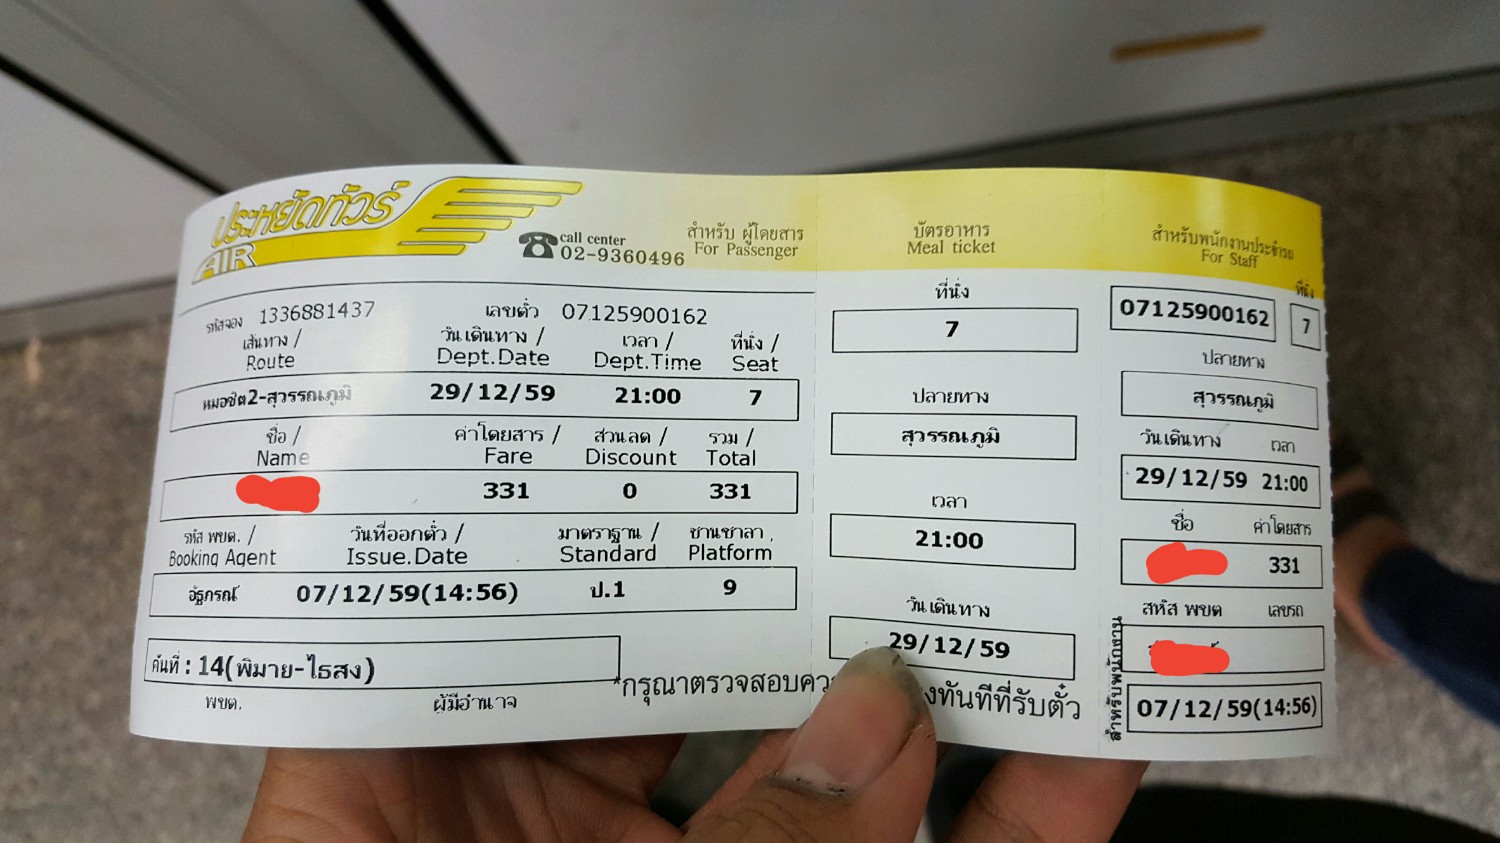 ประหยัดทัวร์
AIR
call center
02-9360496
สำหรับ ผู้โดยสาร
For Passenger
รหัสจอง 1336881437 เลขตั๋ว 07125900162
เส้นทาง / วันเดินทาง / เวลา / ที่นั่ง /
Route Dept.Date Dept.Time Seat
หมอชิต2-สุวรรณภูมิ 29/12/59 21:00 7
ชื่อ / ค่าโดยสาร / ส่วนลด / รวม /
Name Fare Discount Total
331 0 331
รหัส พขต. / วันที่ออกตั๋ว / มาตราฐาน / ชานชาลา
Booking Agent Issue.Date Standard Platform
อัฐภรณ์ 07/12/59(14:56) ป.1 9
คันที่ : 14(พิมาย-ไธสง)
พขต. ผู้มีอำนาจ
*กรุณาตรวจสอบ ทันทีที่รับตั๋ว
บัตรอาหาร
Meal ticket
ที่นั่ง
7
ปลายทาง
สุวรรณภูมิ
เวลา
21:00
วันเดินทาง
29/12/59
สำหรับพนักงานประจำรถ
For Staff
ที่นั่ง
07125900162 7
ปลายทาง
สุวรรณภูมิ
วันเดินทาง เวลา
29/12/59 21:00
ชื่อ ค่าโดยสาร
331
สหัส พขต เลขรถ
07/12/59(14:56)
สำหรับพนักงาน